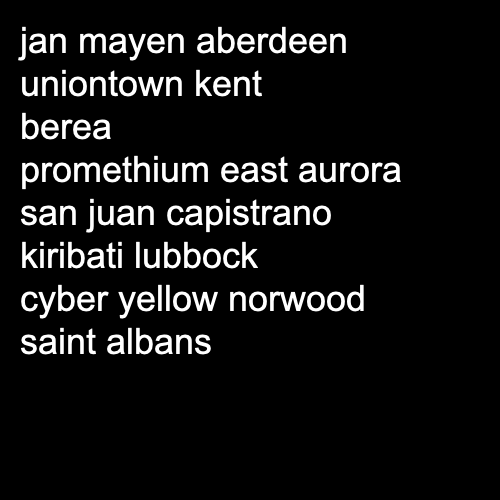 jan mayen aberdeen
uniontown kent
berea
promethium east aurora
san juan capistrano
kiribati lubbock
cyber yellow norwood
saint albans